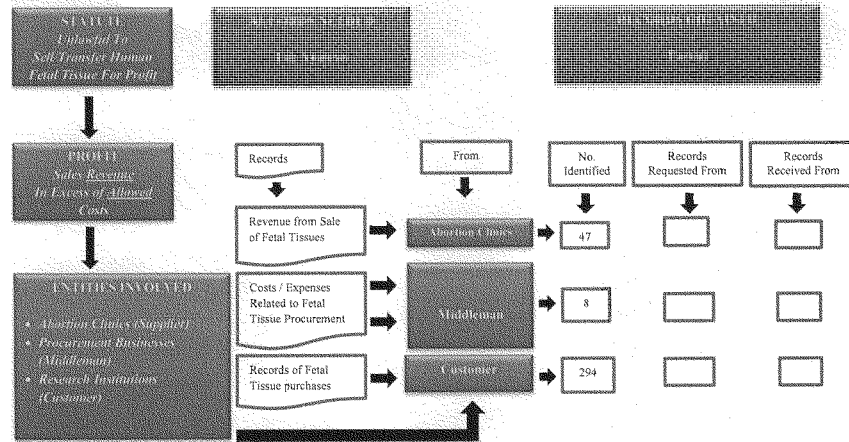 STATUTE
Unlawful To
Sell/Transfer Human
Fetal Tissue For Profit
PROFIT
Sales Revenue
In Excess of Allowed
Costs
ENTITIES INVOLVED
• Abortion Clinics (Supplier)
• Procurement Businesses
(Middleman)
• Research Institutions
(Customer)
Records
From
No.
Identified
Records
Requested From
Records
Received From
Revenue from Sale
of Fetal Tissues
Abortion Clinics
47
Costs / Expenses
Related to Fetal
Tissue Procurement
Middleman
8
Records of Fetal
Tissue purchases
Customer
294